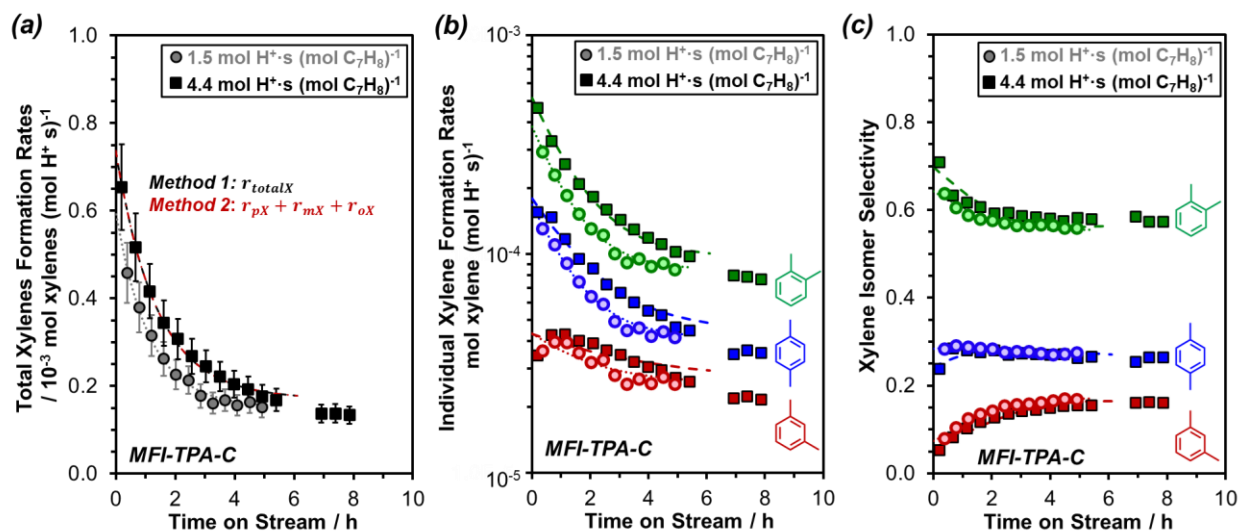 (a)
1.0
0.8
0.6
0.4
0.2
0.0
Total Xylenes Formation Rates
/ 10⁻³ mol xylenes (mol H⁺ s)⁻¹
1.5 mol H⁺·s (mol C₇H₈)⁻¹
4.4 mol H⁺·s (mol C₇H₈)⁻¹
Method 1: r_totalX
Method 2: r_pX + r_mX + r_oX
MFI-TPA-C
0 2 4 6 8 10
Time on Stream / h
(b)
10⁻³
10⁻⁴
10⁻⁵
Individual Xylene Formation Rates
mol xylene (mol H⁺ s)⁻¹
1.5 mol H⁺·s (mol C₇H₈)⁻¹
4.4 mol H⁺·s (mol C₇H₈)⁻¹
MFI-TPA-C
0 2 4 6 8 10
Time on Stream / h
(c)
1.0
0.8
0.6
0.4
0.2
0.0
Xylene Isomer Selectivity
1.5 mol H⁺·s (mol C₇H₈)⁻¹
4.4 mol H⁺·s (mol C₇H₈)⁻¹
MFI-TPA-C
0 2 4 6 8 10
Time on Stream / h